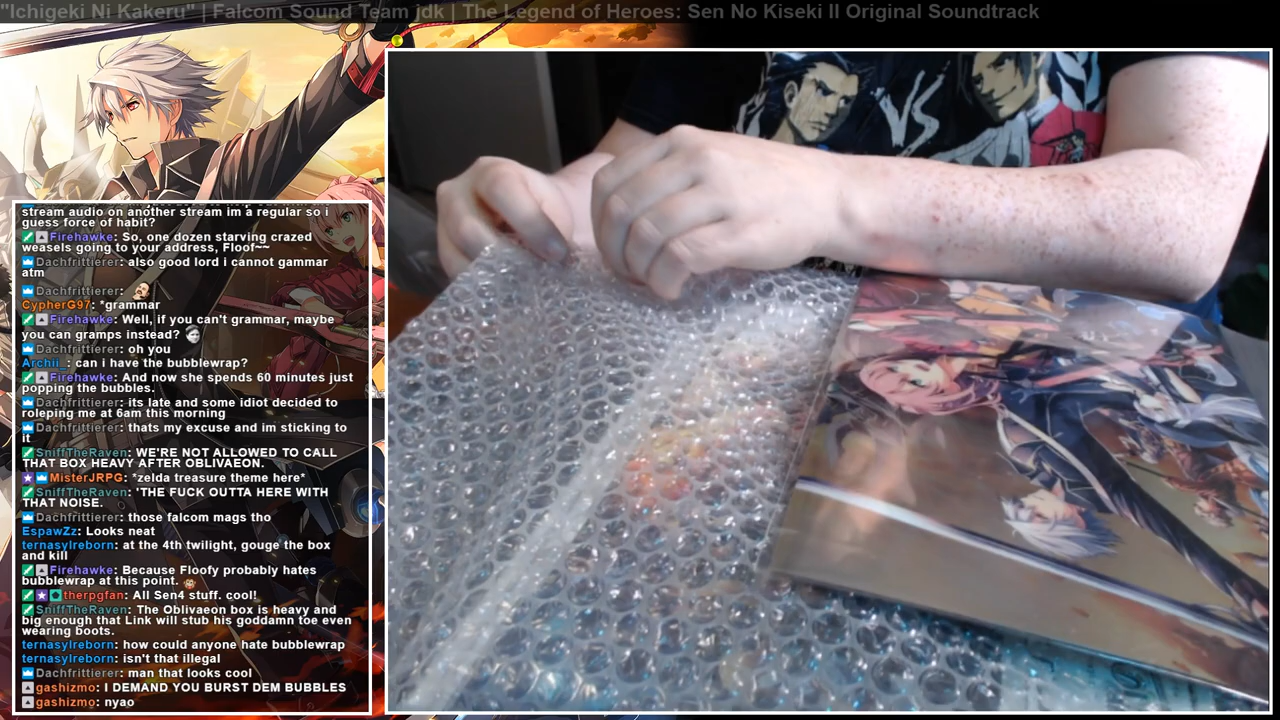 "Ichigeki Ni Kakeru" | Falcom Sound Team jdk | The Legend of Heroes: Sen No Kiseki II Original Soundtrack
stream audio on another stream im a regular so i
guess force of habit?
Firehawke: So, one dozen starving crazed
weasels going to your address, Floof~~
Dachfrittierer: also good lord i cannot gammar
atm
Dachfrittierer:
CypherG97: *grammar
Firehawke: Well, if you can't grammar, maybe
you can gramps instead?
Dachfrittierer: oh you
Archii_: can i have the bubblewrap?
Firehawke: And now she spends 60 minutes just
popping the bubbles.
Dachfrittierer: its late and some idiot decided to
roleping me at 6am this morning
Dachfrittierer: thats my excuse and im sticking to
it
SniffTheRaven: WE'RE NOT ALLOWED TO CALL
THAT BOX HEAVY AFTER OBLIVAEON.
MisterJRPG: *zelda treasure theme here*
SniffTheRaven: 'THE FUCK OUTTA HERE WITH
THAT NOISE.
Dachfrittierer: those falcom mags tho
EspawZz: Looks neat
ternasylreborn: at the 4th twilight, gouge the box
and kill
Firehawke: Because Floofy probably hates
bubblewrap at this point.
therpgfan: All Sen4 stuff. cool!
SniffTheRaven: The Oblivaeon box is heavy and
big enough that Link will stub his goddamn toe even
wearing boots.
ternasylreborn: how could anyone hate bubblewrap
ternasylreborn: isn't that illegal
Dachfrittierer: man that looks cool
gashizmo: I DEMAND YOU BURST DEM BUBBLES
gashizmo: nyao
VS